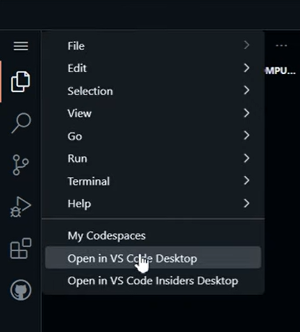 File
MPU...
Edit
Selection
View
Go
Run
Terminal
Help
My Codespaces
Open in VS Code Desktop
Open in VS Code Insiders Desktop